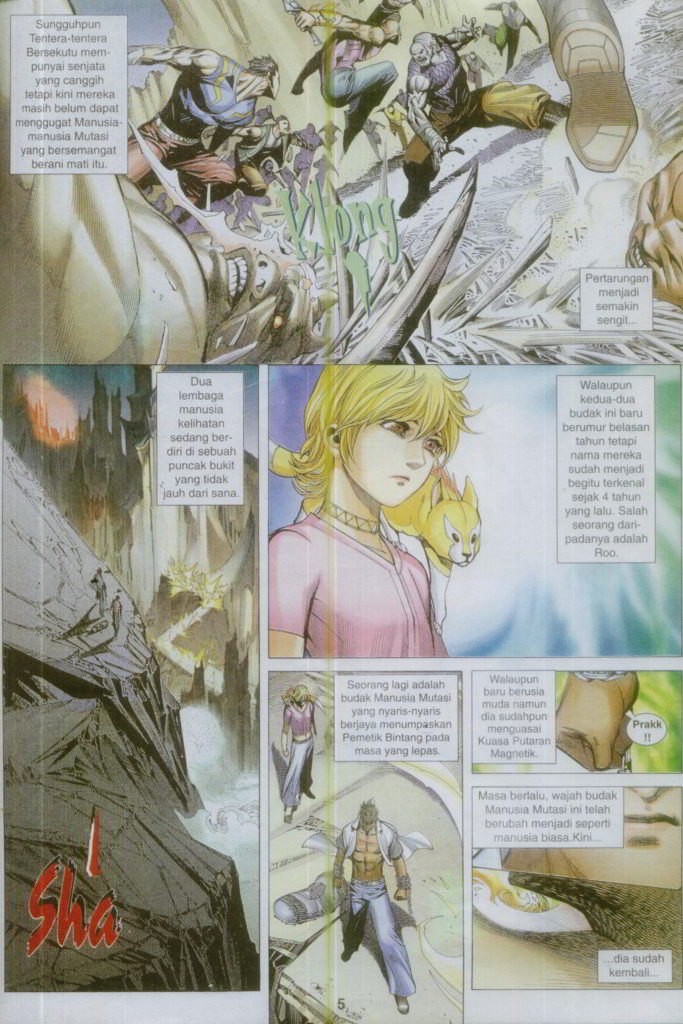 Sungguhpun
Tentera-tentera
Bersekutu mem-
punyai senjata
yang canggih
tetapi kini mereka
masih belum dapat
menggugat Manusia-
manusia Mutasi
yang bersemangat
berani mati itu.
Klong
!
Pertarungan
menjadi
semakin
sengit...
Dua
lembaga
manusia
kelihatan
sedang ber-
diri di sebuah
puncak bukit
yang tidak
jauh dari sana.
Walaupun
kedua-dua
budak ini baru
berumur belasan
tahun tetapi
nama mereka
sudah menjadi
begitu terkenal
sejak 4 tahun
yang lalu. Salah
seorang dari-
padanya adalah
Roo.
!
Sha
Seorang lagi adalah
budak Manusia Mutasi
yang nyaris-nyaris
berjaya menumpaskan
Pemetik Bintang pada
masa yang lepas.
Walaupun
baru berusia
muda namun
dia sudahpun
menguasai
Kuasa Putaran
Magnetik.
Prakk
!!
Masa berlalu, wajah budak
Manusia Mutasi ini telah
berubah menjadi seperti
manusia biasa.Kini...
...dia sudah
kembali...
5